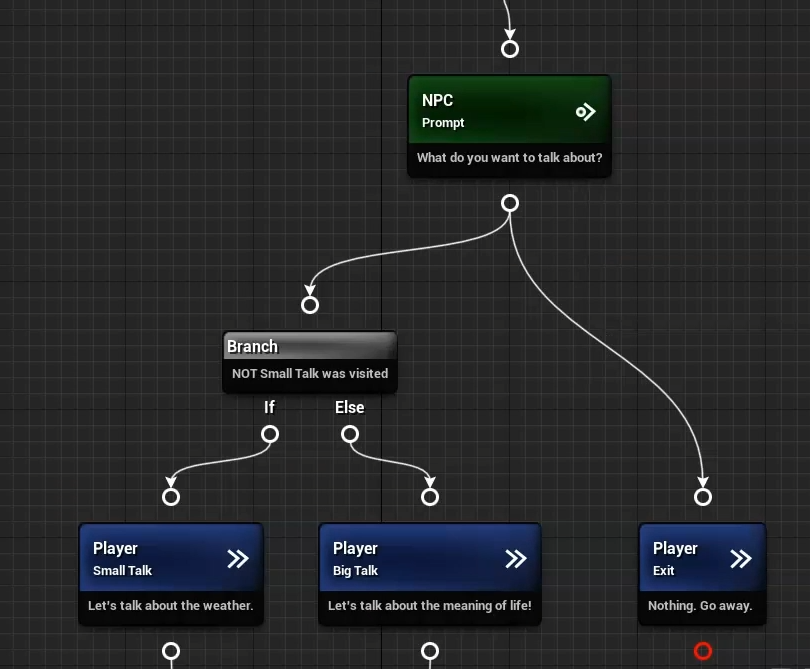 NPC
Prompt
What do you want to talk about?
Branch
NOT Small Talk was visited
If
Else
Player
Small Talk
Let's talk about the weather.
Player
Big Talk
Let's talk about the meaning of life!
Player
Exit
Nothing. Go away.